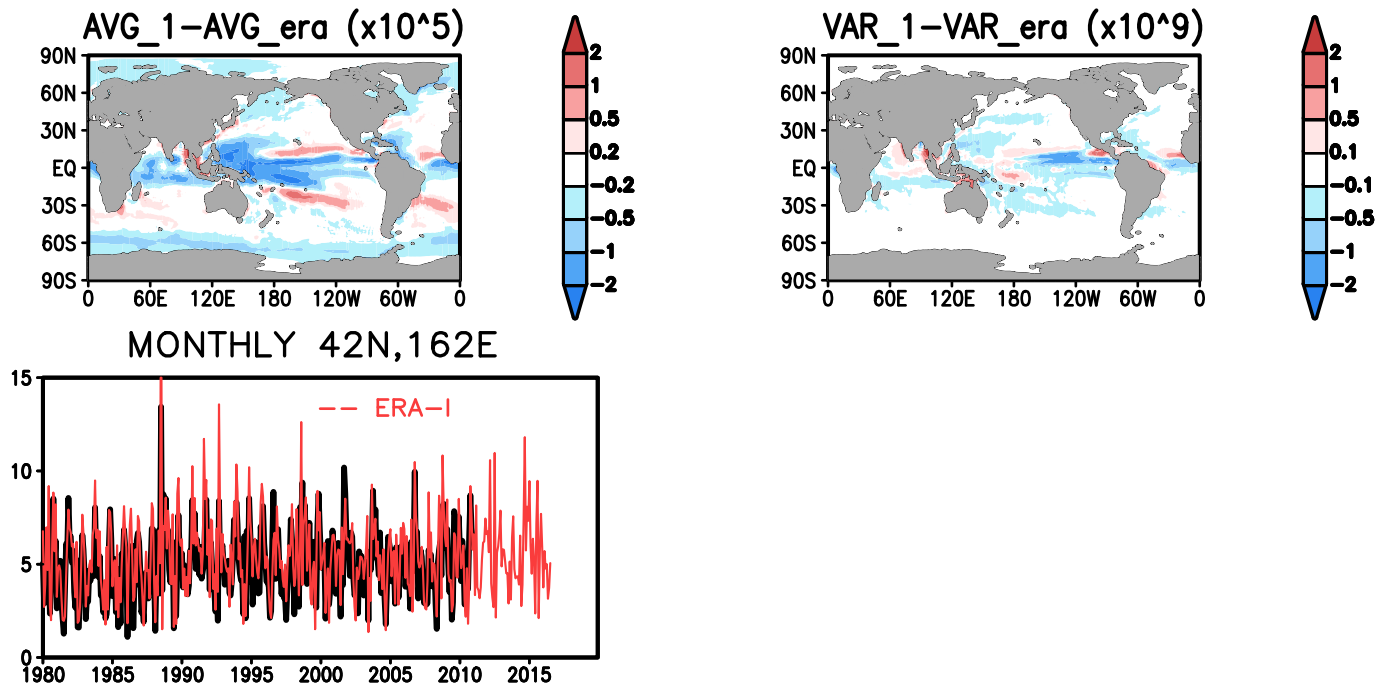 AVG_1−AVG_era (x10^5)
90N
60N
30N
EQ
30S
60S
90S
0 60E 120E 180 120W 60W 0
2
1
0.5
0.2
−0.2
−0.5
−1
−2
VAR_1−VAR_era (x10^9)
90N
60N
30N
EQ
30S
60S
90S
0 60E 120E 180 120W 60W 0
2
1
0.5
0.1
−0.1
−0.5
−1
−2
MONTHLY 42N,162E
15
10
5
0
1980 1985 1990 1995 2000 2005 2010 2015
ERA−I